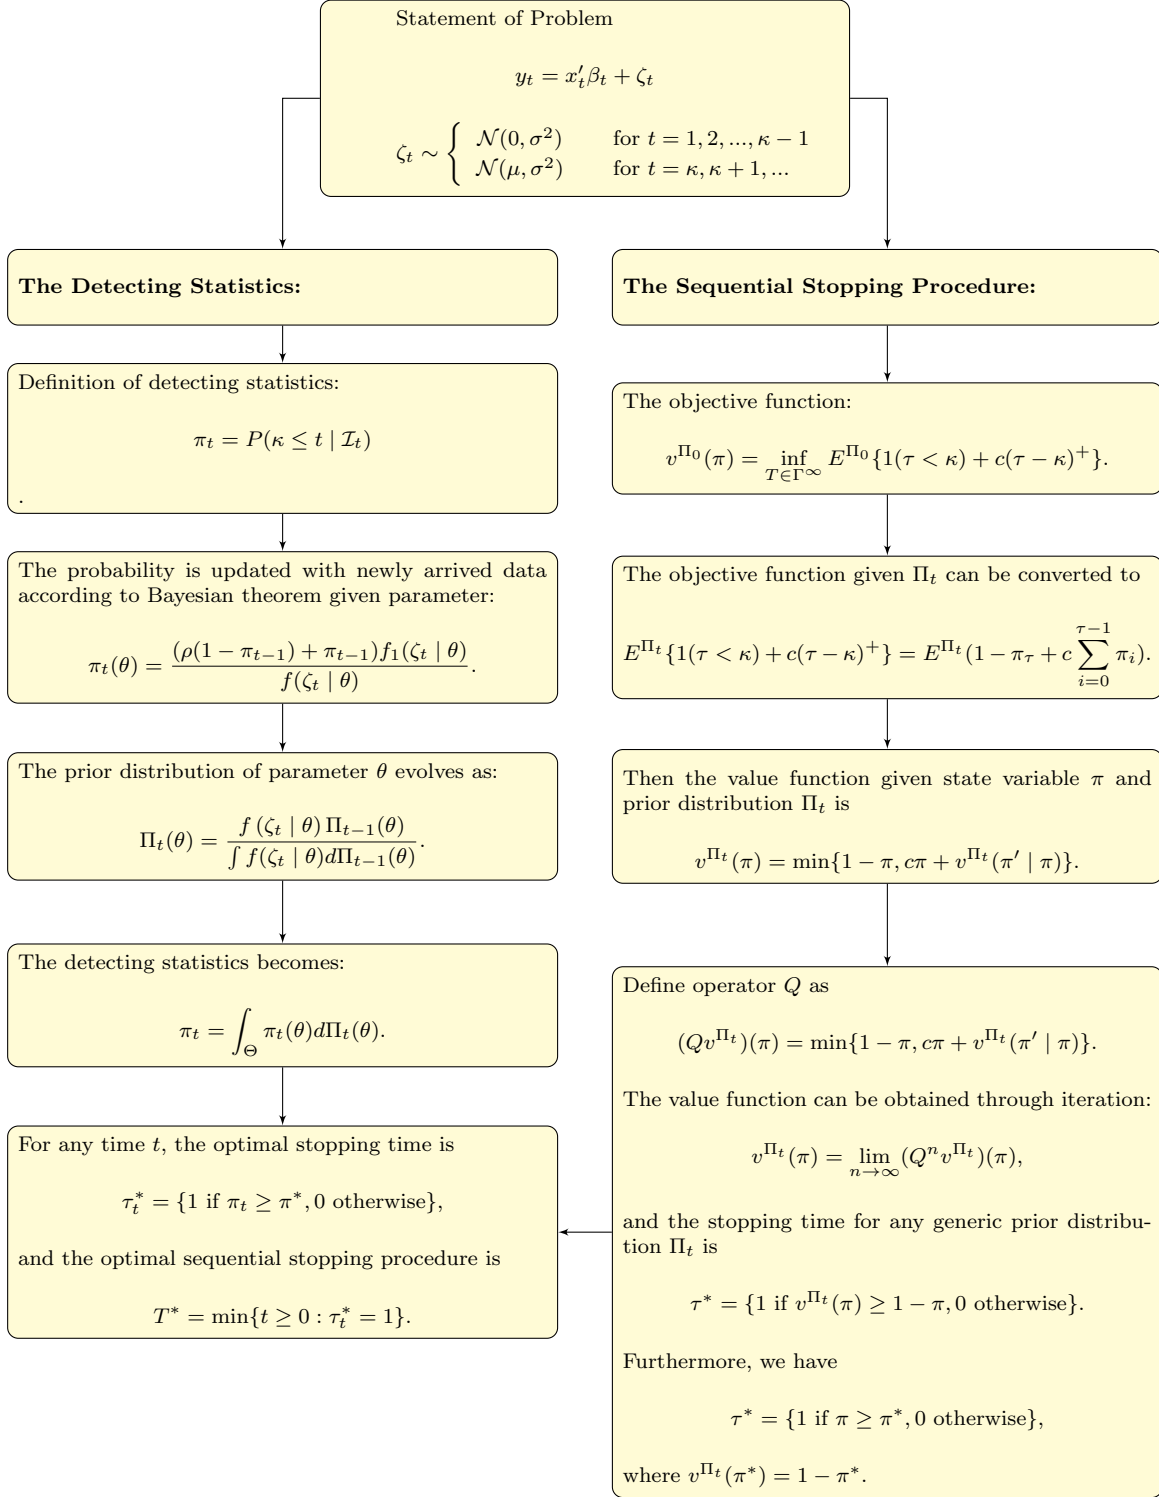 Statement of Problem
y_t = x′_t β_t + ζ_t
ζ_t ∼ { 𝒩(0, σ²) for t = 1, 2, ..., κ − 1
𝒩(μ, σ²) for t = κ, κ + 1, ...
The Detecting Statistics:
Definition of detecting statistics:
π_t = P(κ ≤ t | ℐ_t)
.
The probability is updated with newly arrived data
according to Bayesian theorem given parameter:
π_t(θ) = (ρ(1 − π_{t−1}) + π_{t−1}) f_1(ζ_t | θ) / f(ζ_t | θ).
The prior distribution of parameter θ evolves as:
Π_t(θ) = f (ζ_t | θ) Π_{t−1}(θ) / ∫ f(ζ_t | θ)dΠ_{t−1}(θ).
The detecting statistics becomes:
π_t = ∫_Θ π_t(θ)dΠ_t(θ).
For any time t, the optimal stopping time is
τ*_t = {1 if π_t ≥ π*, 0 otherwise},
and the optimal sequential stopping procedure is
T* = min{t ≥ 0 : τ*_t = 1}.
The Sequential Stopping Procedure:
The objective function:
v^{Π_0}(π) = inf_{T∈Γ^∞} E^{Π_0}{1(τ < κ) + c(τ − κ)^+}.
The objective function given Π_t can be converted to
E^{Π_t}{1(τ < κ) + c(τ − κ)^+} = E^{Π_t}(1 − π_τ + c ∑_{i=0}^{τ−1} π_i).
Then the value function given state variable π and
prior distribution Π_t is
v^{Π_t}(π) = min{1 − π, cπ + v^{Π_t}(π′ | π)}.
Define operator Q as
(Qv^{Π_t})(π) = min{1 − π, cπ + v^{Π_t}(π′ | π)}.
The value function can be obtained through iteration:
v^{Π_t}(π) = lim_{n→∞} (Q^n v^{Π_t})(π),
and the stopping time for any generic prior distribu-
tion Π_t is
τ* = {1 if v^{Π_t}(π) ≥ 1 − π, 0 otherwise}.
Furthermore, we have
τ* = {1 if π ≥ π*, 0 otherwise},
where v^{Π_t}(π*) = 1 − π*.